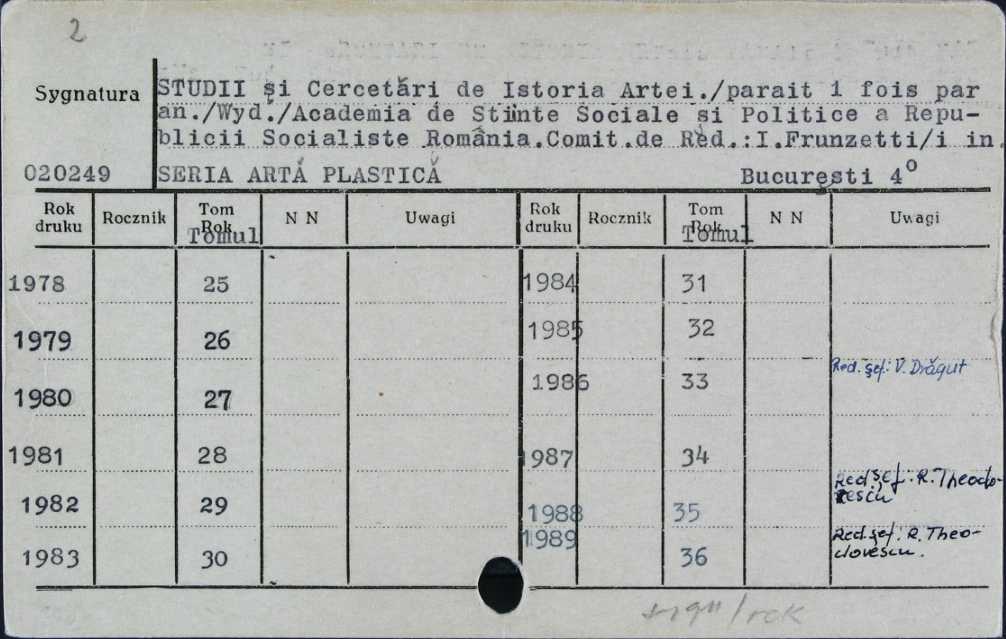 2
Sygnatura
STUDII și Cercetări de Istoria Artei./parait 1 fois par
an./Wyd./Academia de Stiinte Sociale si Politice a Repu-
blicii Socialiste România.Comit.de Red.:I.Frunzetti/i in.
020249 SERIA ARTĂ PLASTICĂ București 4°
Rok druku Rocznik Tom Rok N N Uwagi Rok druku Rocznik Tom Rok N N Uwagi
Tomul Tomul
1978 25 1984 31
1979 26 1985 32
1980 27 1986 33 Red. șef: V. Drăguț
1981 28 1987 34
Red șef. R. Theodo-
rescu
1982 29 1988 35
1983 30 1989 36 Red. șef. R. Theo-
dorescu.
/rok